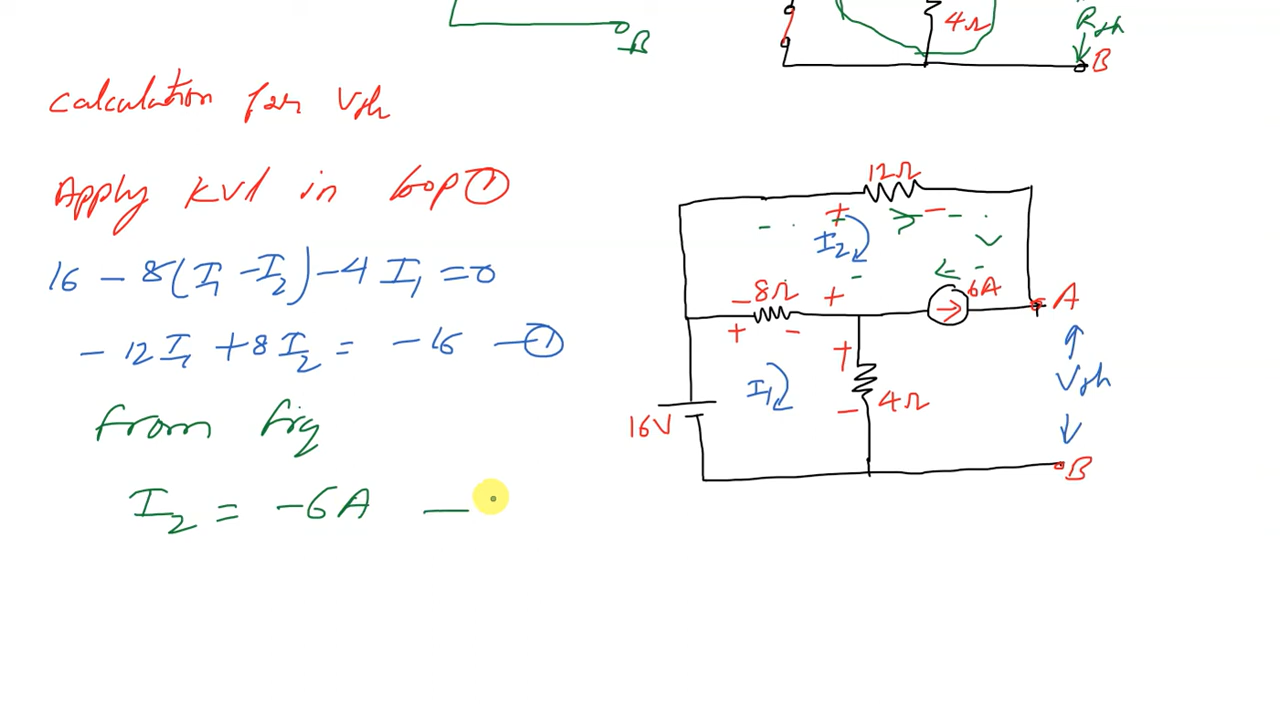 B
4Ω
Rth
B
calculation for Vth
Apply KVL in loop ①
16 - 8(I₁ - I₂) - 4 I₁ = 0
- 12 I₁ + 8 I₂ = - 16 — ①
from fig
I₂ = - 6A —
12Ω
+ -
I₂
- 8Ω +
+ -
6A
A
I₁
+
-
4Ω
16V
Vth
B